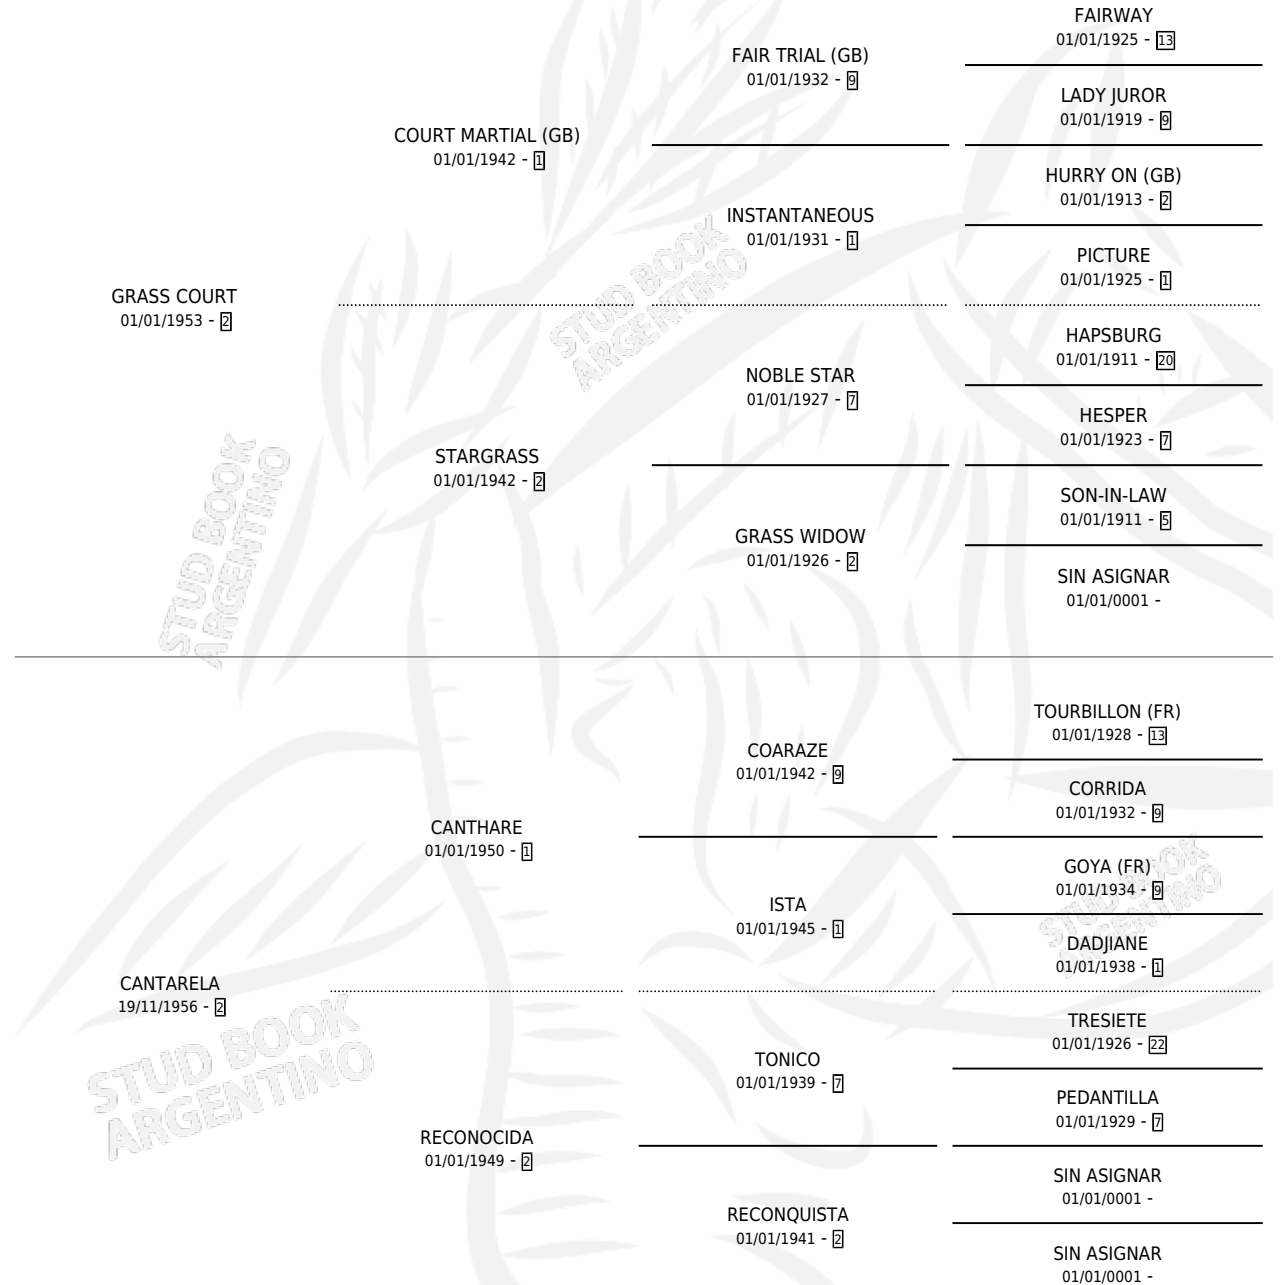 FAIRWAY
01/01/1925 - 13
FAIR TRIAL (GB)
01/01/1932 - 9
LADY JUROR
01/01/1919 - 9
COURT MARTIAL (GB)
01/01/1942 - 1
HURRY ON (GB)
01/01/1913 - 2
INSTANTANEOUS
01/01/1931 - 1
PICTURE
01/01/1925 - 1
GRASS COURT
01/01/1953 - 2
HAPSBURG
01/01/1911 - 20
NOBLE STAR
01/01/1927 - 7
HESPER
01/01/1923 - 7
STARGRASS
01/01/1942 - 2
SON-IN-LAW
01/01/1911 - 5
GRASS WIDOW
01/01/1926 - 2
SIN ASIGNAR
01/01/0001 -
TOURBILLON (FR)
01/01/1928 - 13
COARAZE
01/01/1942 - 9
CORRIDA
01/01/1932 - 9
CANTHARE
01/01/1950 - 1
GOYA (FR)
01/01/1934 - 9
ISTA
01/01/1945 - 1
DADJIANE
01/01/1938 - 1
CANTARELA
19/11/1956 - 2
TRESIETE
01/01/1926 - 22
TONICO
01/01/1939 - 7
PEDANTILLA
01/01/1929 - 7
RECONOCIDA
01/01/1949 - 2
SIN ASIGNAR
01/01/0001 -
RECONQUISTA
01/01/1941 - 2
SIN ASIGNAR
01/01/0001 -
STUD BOOK
ARGENTINO
STUD BOOK
ARGENTINO
STUD BOOK
ARGENTINO
STUD BOOK
ARGENTINO